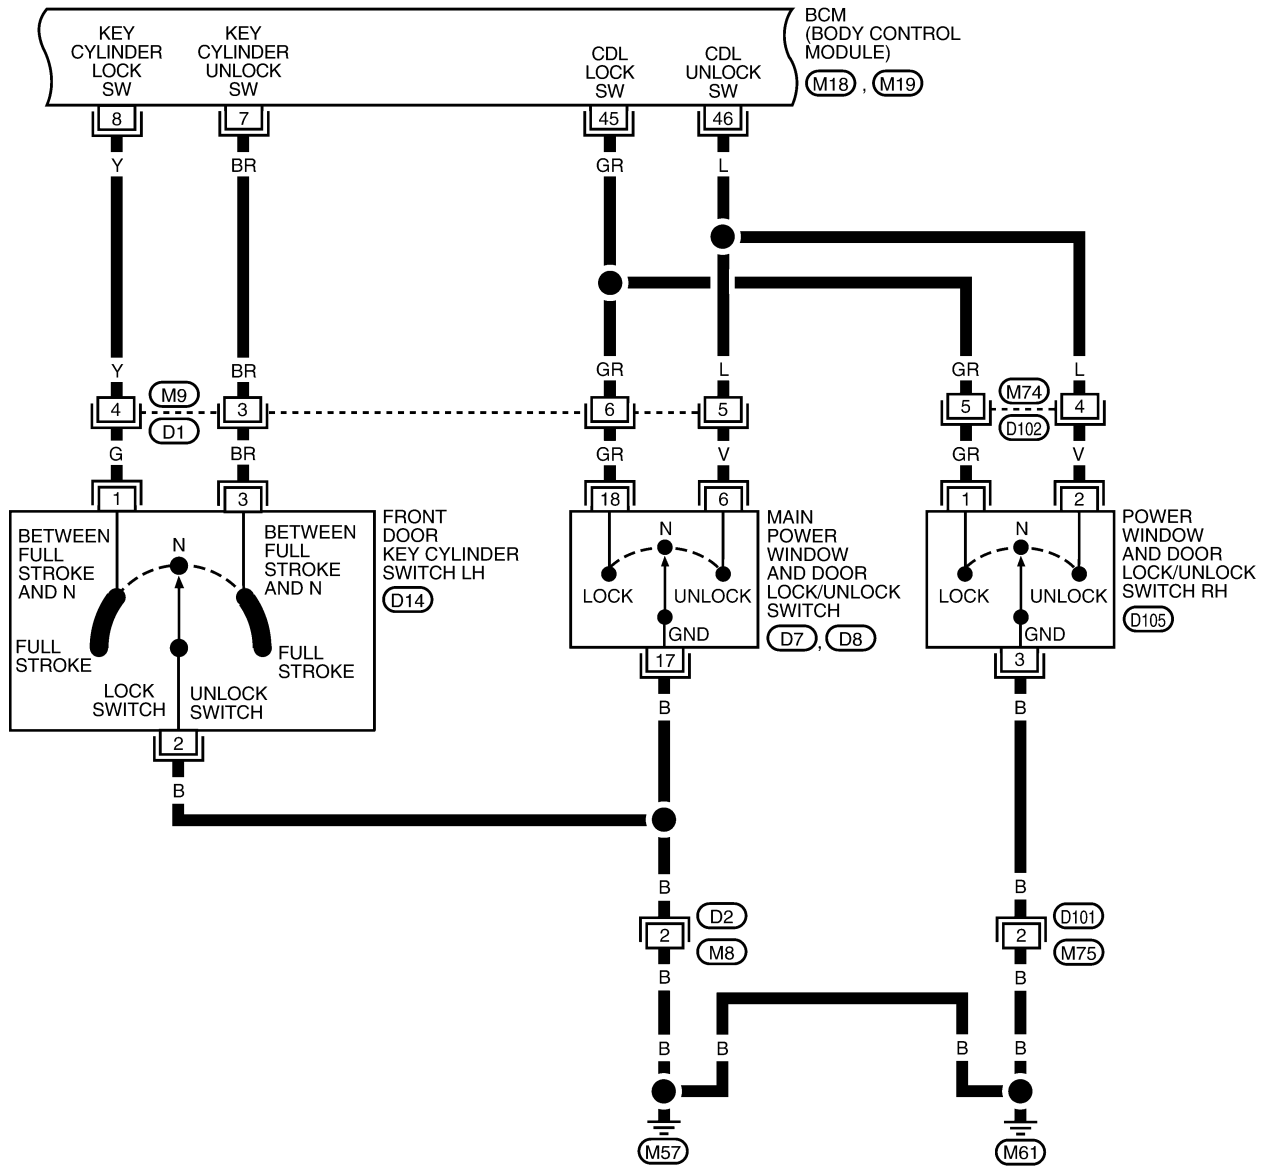 BCM
(BODY CONTROL
MODULE)
M18 , M19
KEY
CYLINDER
LOCK
SW
KEY
CYLINDER
UNLOCK
SW
CDL
LOCK
SW
CDL
UNLOCK
SW
8 7 45 46
Y BR GR L
Y BR GR L GR L
M9
D1
M74
D102
4 3 6 5 5 4
G BR GR V GR V
1 3 18 6 1 2
BETWEEN
FULL
STROKE
AND N
N
BETWEEN
FULL
STROKE
AND N
FULL
STROKE
FULL
STROKE
LOCK
SWITCH
UNLOCK
SWITCH
FRONT
DOOR
KEY CYLINDER
SWITCH LH
D14
N
LOCK UNLOCK
GND
MAIN
POWER
WINDOW
AND DOOR
LOCK/UNLOCK
SWITCH
D7 , D8
N
LOCK UNLOCK
GND
POWER
WINDOW
AND DOOR
LOCK/UNLOCK
SWITCH RH
D105
2 17 3
B B B
B B
D2
M8
D101
M75
2 2
B B
B B B B
M57 M61